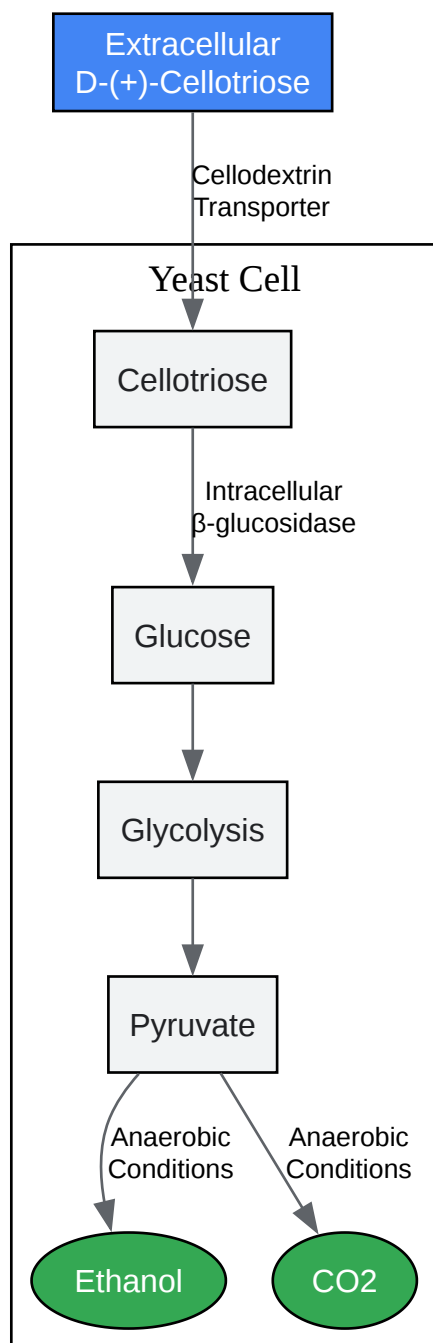 Extracellular
D-(+)-Cellotriose
Cellodextrin
Transporter
Yeast Cell
Cellotriose
Intracellular
β-glucosidase
Glucose
Glycolysis
Pyruvate
Anaerobic
Conditions
Anaerobic
Conditions
Ethanol
CO2